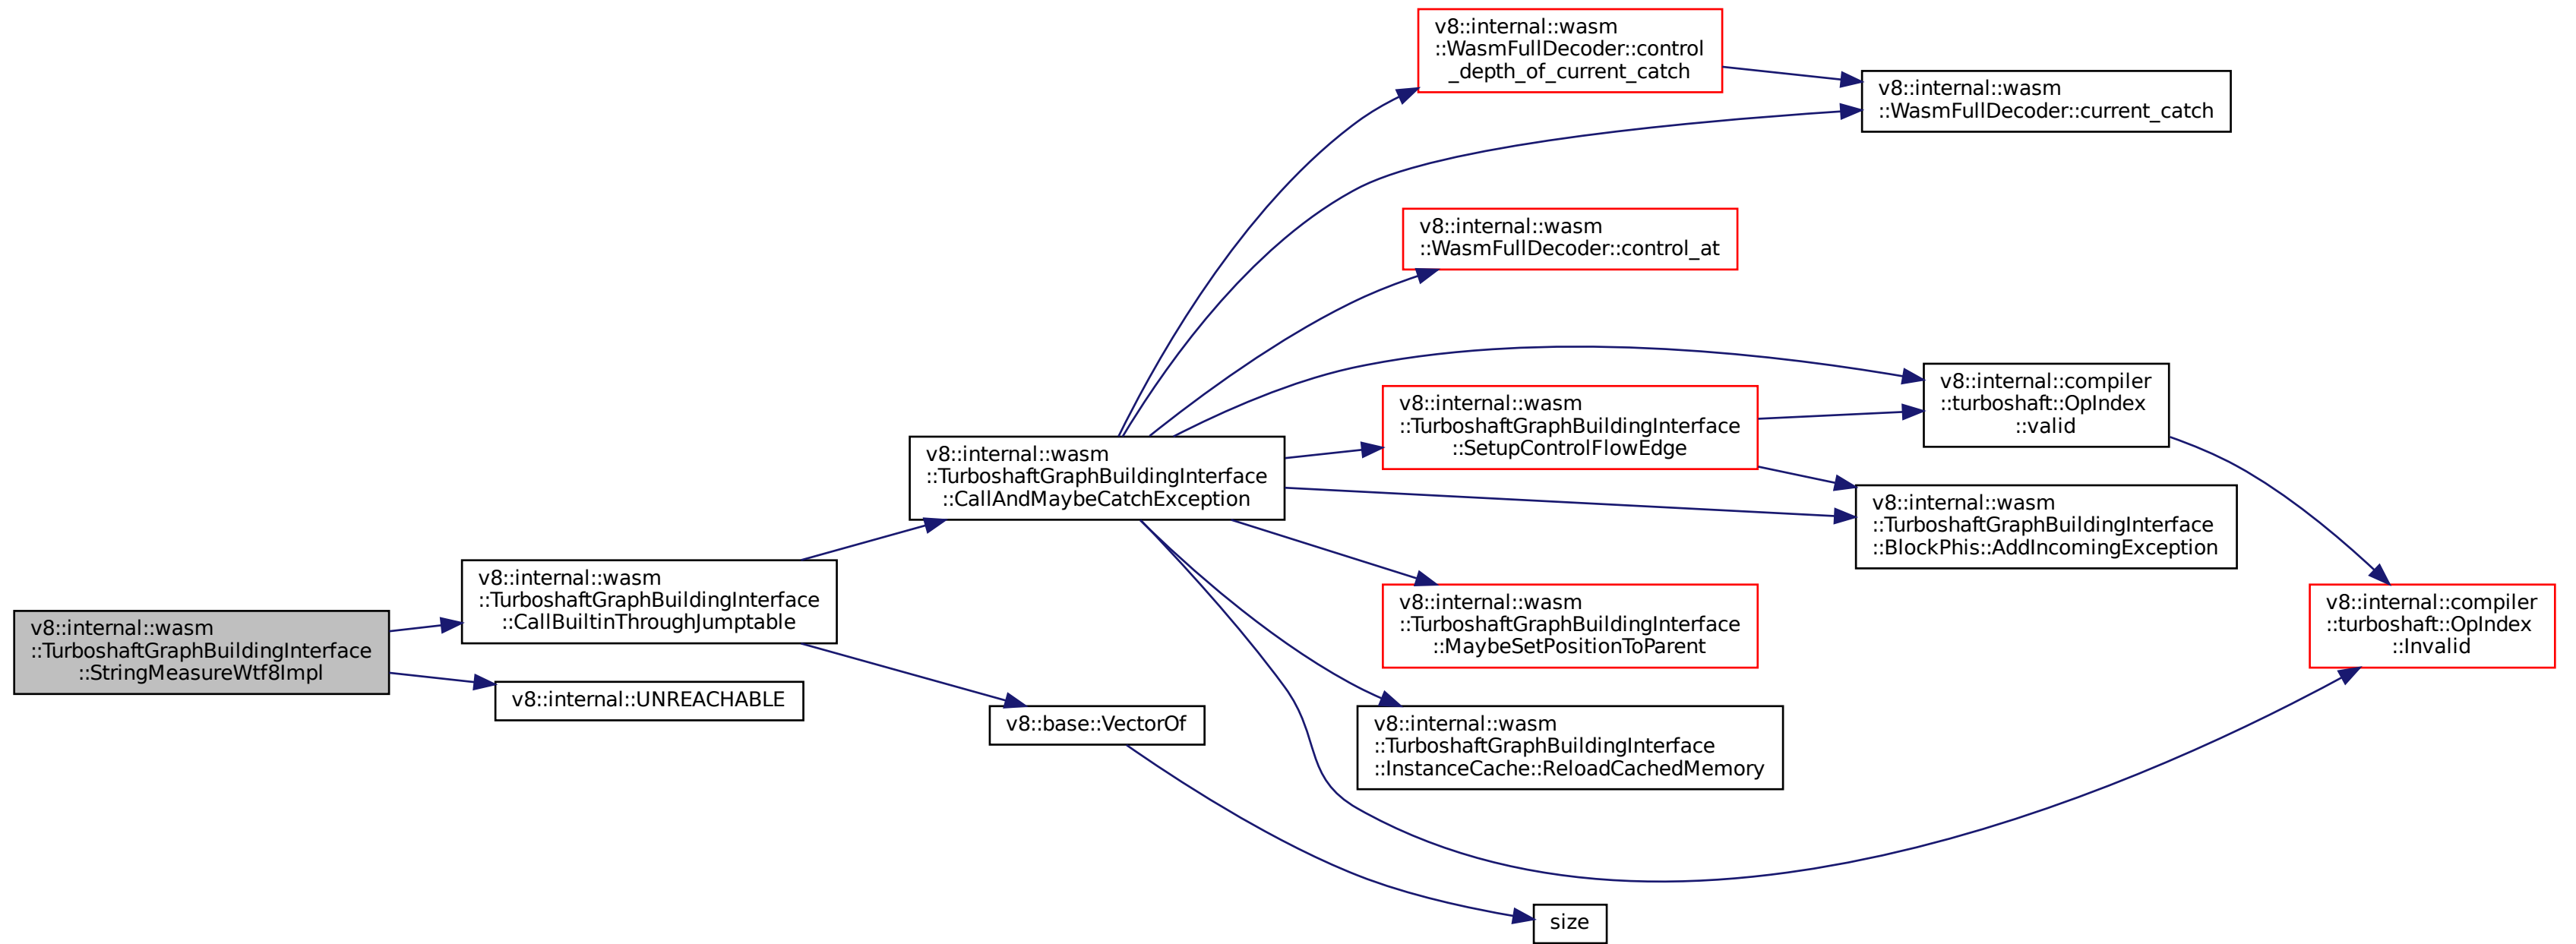 v8::internal::wasm
::TurboshaftGraphBuildingInterface
::StringMeasureWtf8Impl
v8::internal::wasm
::TurboshaftGraphBuildingInterface
::CallBuiltinThroughJumptable
v8::internal::UNREACHABLE
v8::internal::wasm
::TurboshaftGraphBuildingInterface
::CallAndMaybeCatchException
v8::base::VectorOf
v8::internal::wasm
::WasmFullDecoder::control
_depth_of_current_catch
v8::internal::wasm
::WasmFullDecoder::current_catch
v8::internal::wasm
::WasmFullDecoder::control_at
v8::internal::compiler
::turboshaft::OpIndex
::valid
v8::internal::wasm
::TurboshaftGraphBuildingInterface
::SetupControlFlowEdge
v8::internal::wasm
::TurboshaftGraphBuildingInterface
::BlockPhis::AddIncomingException
v8::internal::wasm
::TurboshaftGraphBuildingInterface
::MaybeSetPositionToParent
v8::internal::compiler
::turboshaft::OpIndex
::Invalid
v8::internal::wasm
::TurboshaftGraphBuildingInterface
::InstanceCache::ReloadCachedMemory
size